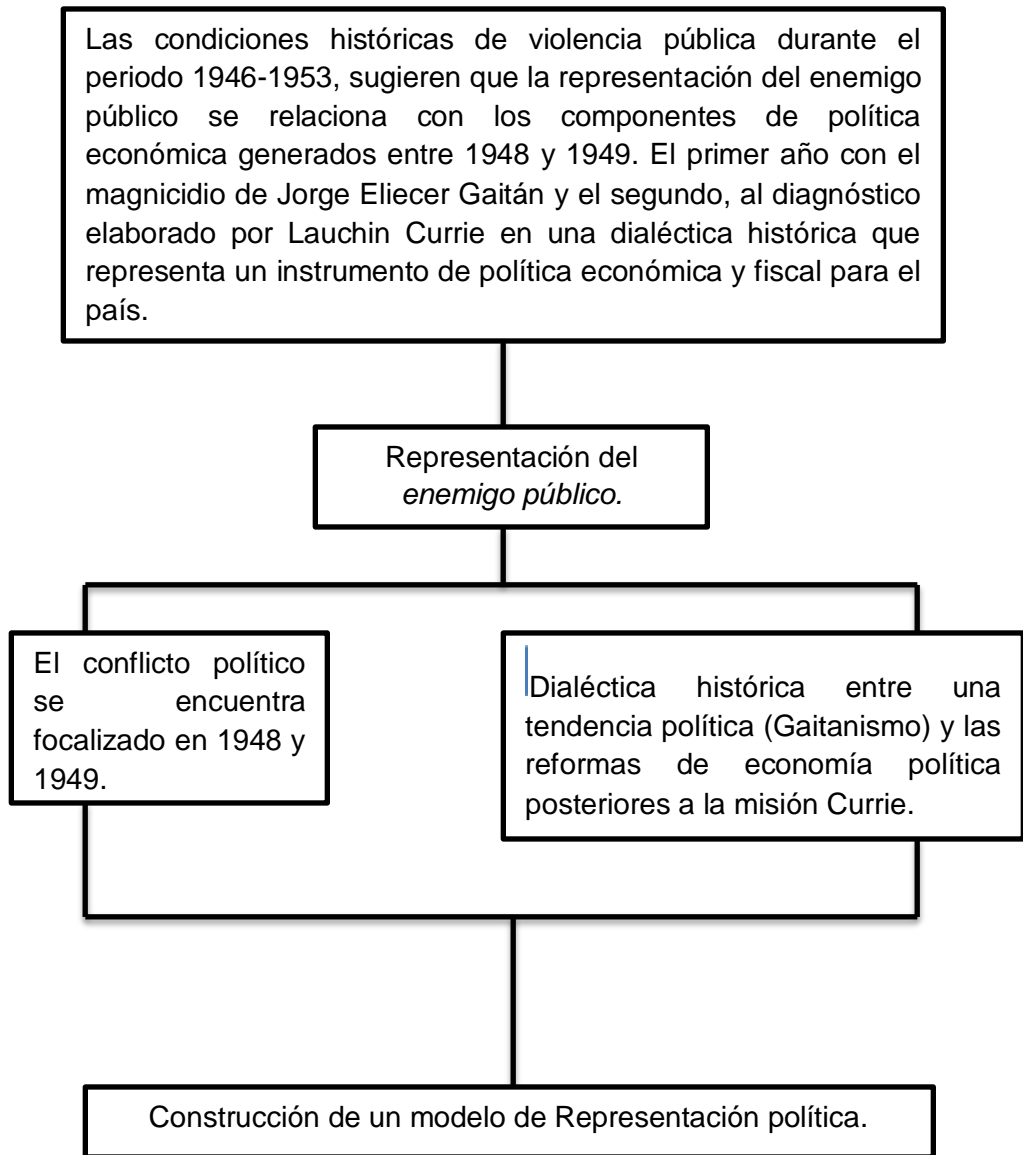 Las condiciones históricas de violencia pública durante el
periodo 1946-1953, sugieren que la representación del enemigo
público se relaciona con los componentes de política
económica generados entre 1948 y 1949. El primer año con el
magnicidio de Jorge Eliecer Gaitán y el segundo, al diagnóstico
elaborado por Lauchin Currie en una dialéctica histórica que
representa un instrumento de política económica y fiscal para el
país.
Representación del
enemigo público.
El conflicto político
se encuentra
focalizado en 1948 y
1949.
Dialéctica histórica entre una
tendencia política (Gaitanismo) y las
reformas de economía política
posteriores a la misión Currie.
Construcción de un modelo de Representación política.